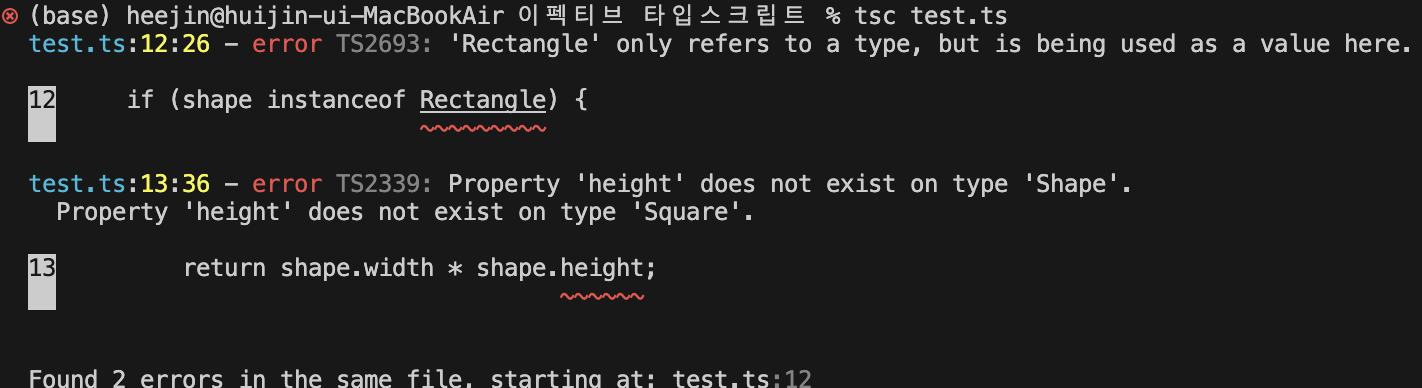 (base) heejin@huijin-ui-MacBookAir 이펙티브 타입스크립트 % tsc test.ts
test.ts:12:26 - error TS2693: 'Rectangle' only refers to a type, but is being used as a value here.
12     if (shape instanceof Rectangle) {
test.ts:13:36 - error TS2339: Property 'height' does not exist on type 'Shape'.
  Property 'height' does not exist on type 'Square'.
13         return shape.width * shape.height;
Found 2 errors in the same file, starting at: test.ts:12